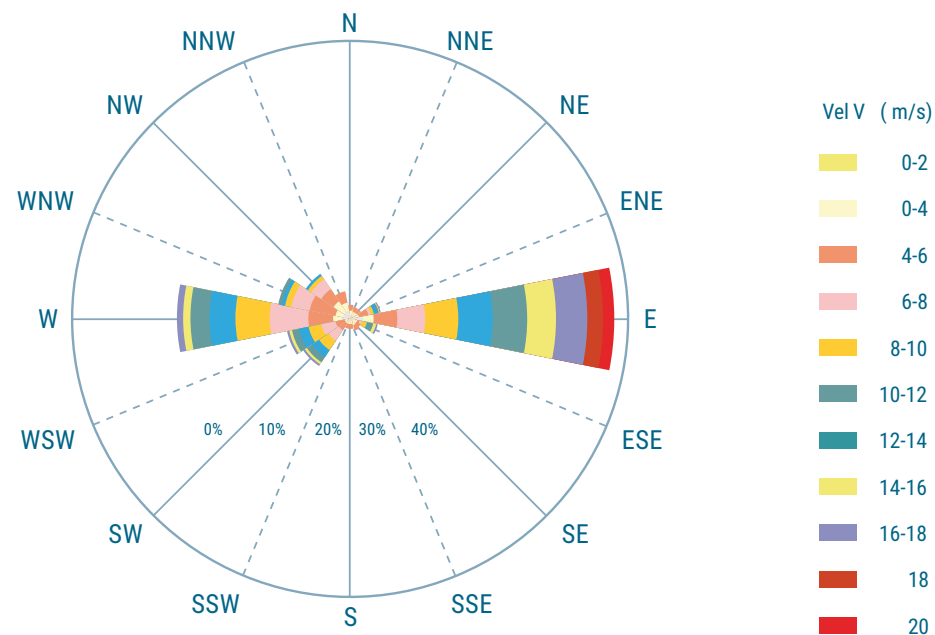 N
NNW
NNE
NW
NE
WNW
ENE
W
E
WSW
ESE
SW
SE
SSW
SSE
S
0% 10% 20% 30% 40%
Vel V ( m/s)
0-2
0-4
4-6
6-8
8-10
10-12
12-14
14-16
16-18
18
20